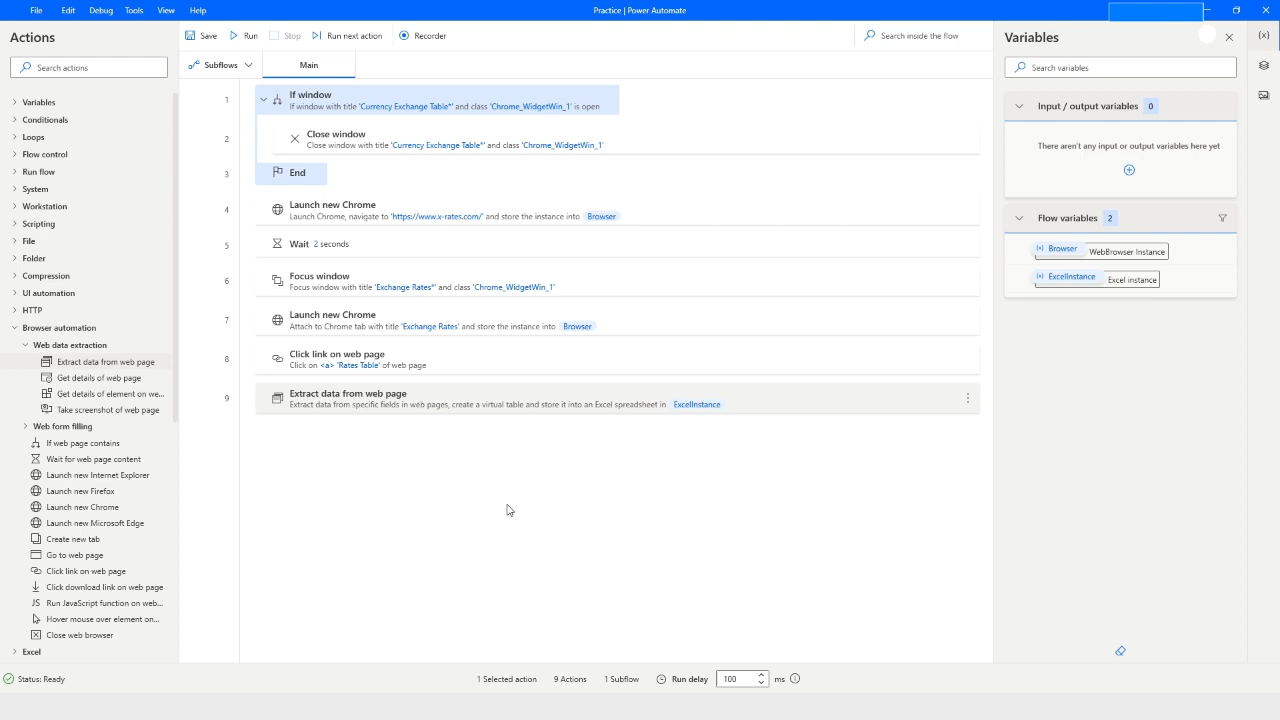 File Edit Debug Tools View Help
Practice | Power Automate
Actions
Search actions
Variables
Conditionals
Loops
Flow control
Run flow
System
Workstation
Scripting
File
Folder
Compression
UI automation
HTTP
Browser automation
Web data extraction
Extract data from web page
Get details of web page
Get details of element on we...
Take screenshot of web page
Web form filling
If web page contains
Wait for web page content
Launch new Internet Explorer
Launch new Firefox
Launch new Chrome
Launch new Microsoft Edge
Create new tab
Go to web page
Click link on web page
Click download link on web page
JS Run JavaScript function on web...
Hover mouse over element on...
Close web browser
Excel
Save Run Stop Run next action Recorder
Search inside the flow
Subflows Main
1 If window
If window with title 'Currency Exchange Table*' and class 'Chrome_WidgetWin_1' is open
2 Close window
Close window with title 'Currency Exchange Table*' and class 'Chrome_WidgetWin_1'
3 End
4 Launch new Chrome
Launch Chrome, navigate to 'https://www.x-rates.com/' and store the instance into Browser
5 Wait 2 seconds
6 Focus window
Focus window with title 'Exchange Rates*' and class 'Chrome_WidgetWin_1'
7 Launch new Chrome
Attach to Chrome tab with title 'Exchange Rates' and store the instance into Browser
8 Click link on web page
Click on <a> 'Rates Table' of web page
9 Extract data from web page
Extract data from specific fields in web pages, create a virtual table and store it into an Excel spreadsheet in ExcelInstance
Variables
{x}
Search variables
Input / output variables 0
There aren't any input or output variables here yet
Flow variables 2
(x) Browser WebBrowser Instance
(x) ExcelInstance Excel instance
Status: Ready
1 Selected action 9 Actions 1 Subflow Run delay 100 ms